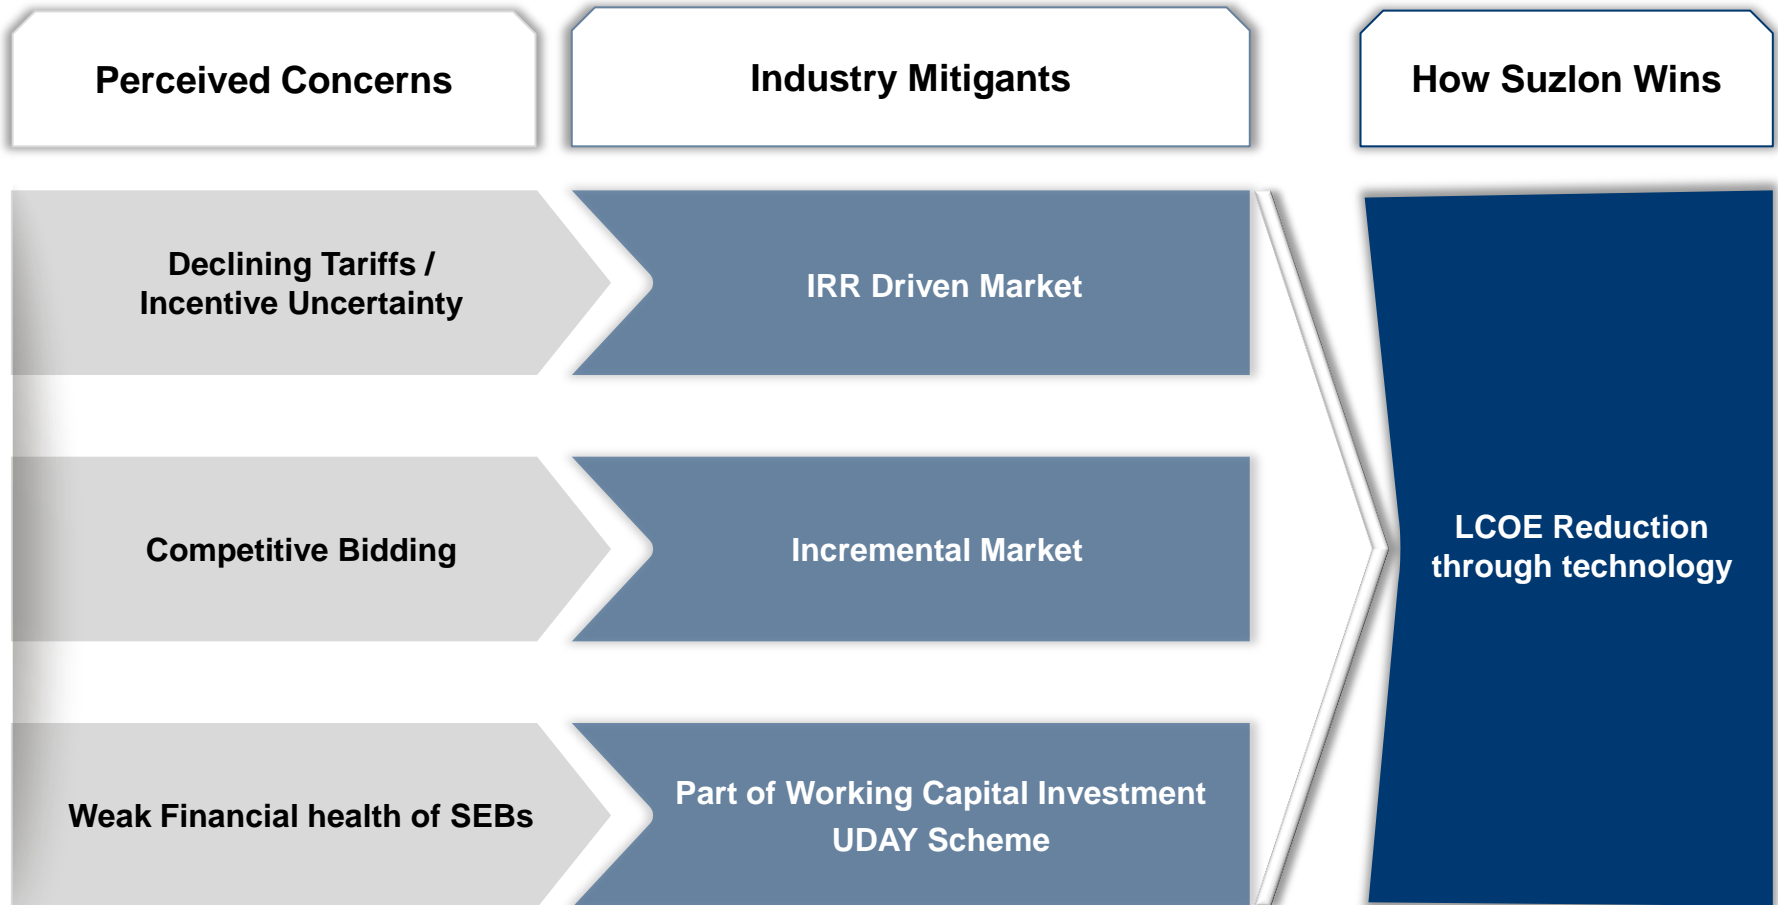 Perceived Concerns
Industry Mitigants
How Suzlon Wins
Declining Tariffs /
Incentive Uncertainty
IRR Driven Market
Competitive Bidding
Incremental Market
LCOE Reduction
through technology
Weak Financial health of SEBs
Part of Working Capital Investment
UDAY Scheme